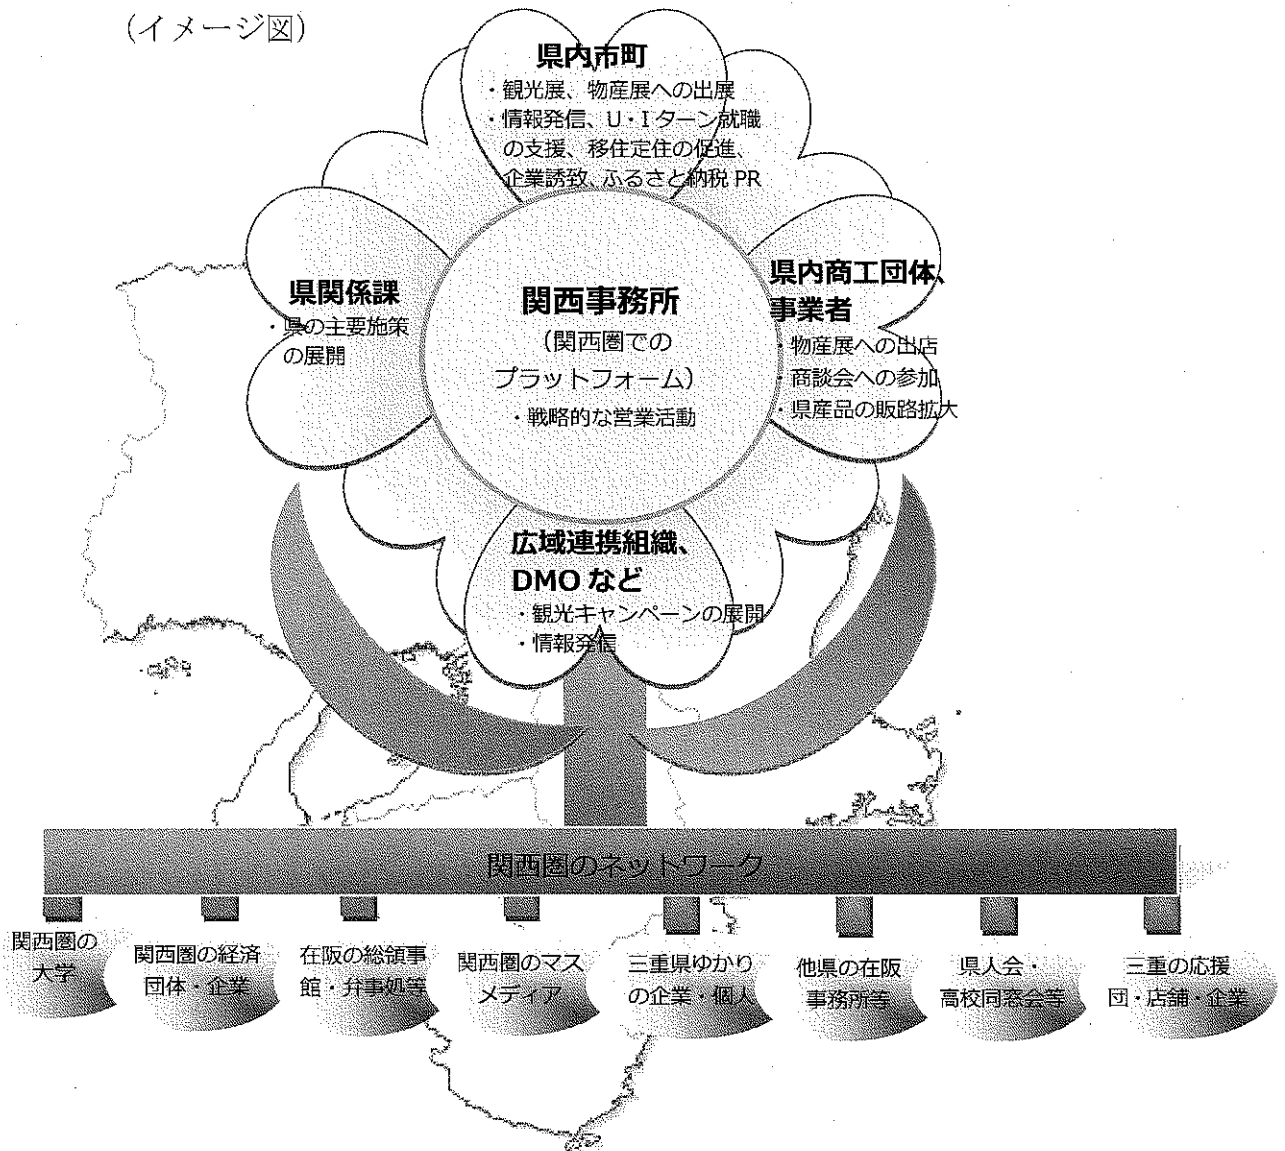 （イメージ図）
県内市町
・観光展、物産展への出展
・情報発信、U・Iターン就職
の支援、移住定住の促進、
企業誘致、ふるさと納税 PR
県関係課
・県の主要施策
の展開
関西事務所
（関西圏での
プラットフォーム）
・戦略的な営業活動
県内商工団体、
事業者
・物産展への出店
・商談会への参加
・県産品の販路拡大
広域連携組織、
DMO など
・観光キャンペーンの展開
・情報発信
関西圏のネットワーク
関西圏の
大学
関西圏の経済
団体・企業
在阪の総領事
館・弁事処等
関西圏のマス
メディア
三重県ゆかり
の企業・個人
他県の在阪
事務所等
県人会・
高校同窓会等
三重の応援
団・店舗・企業